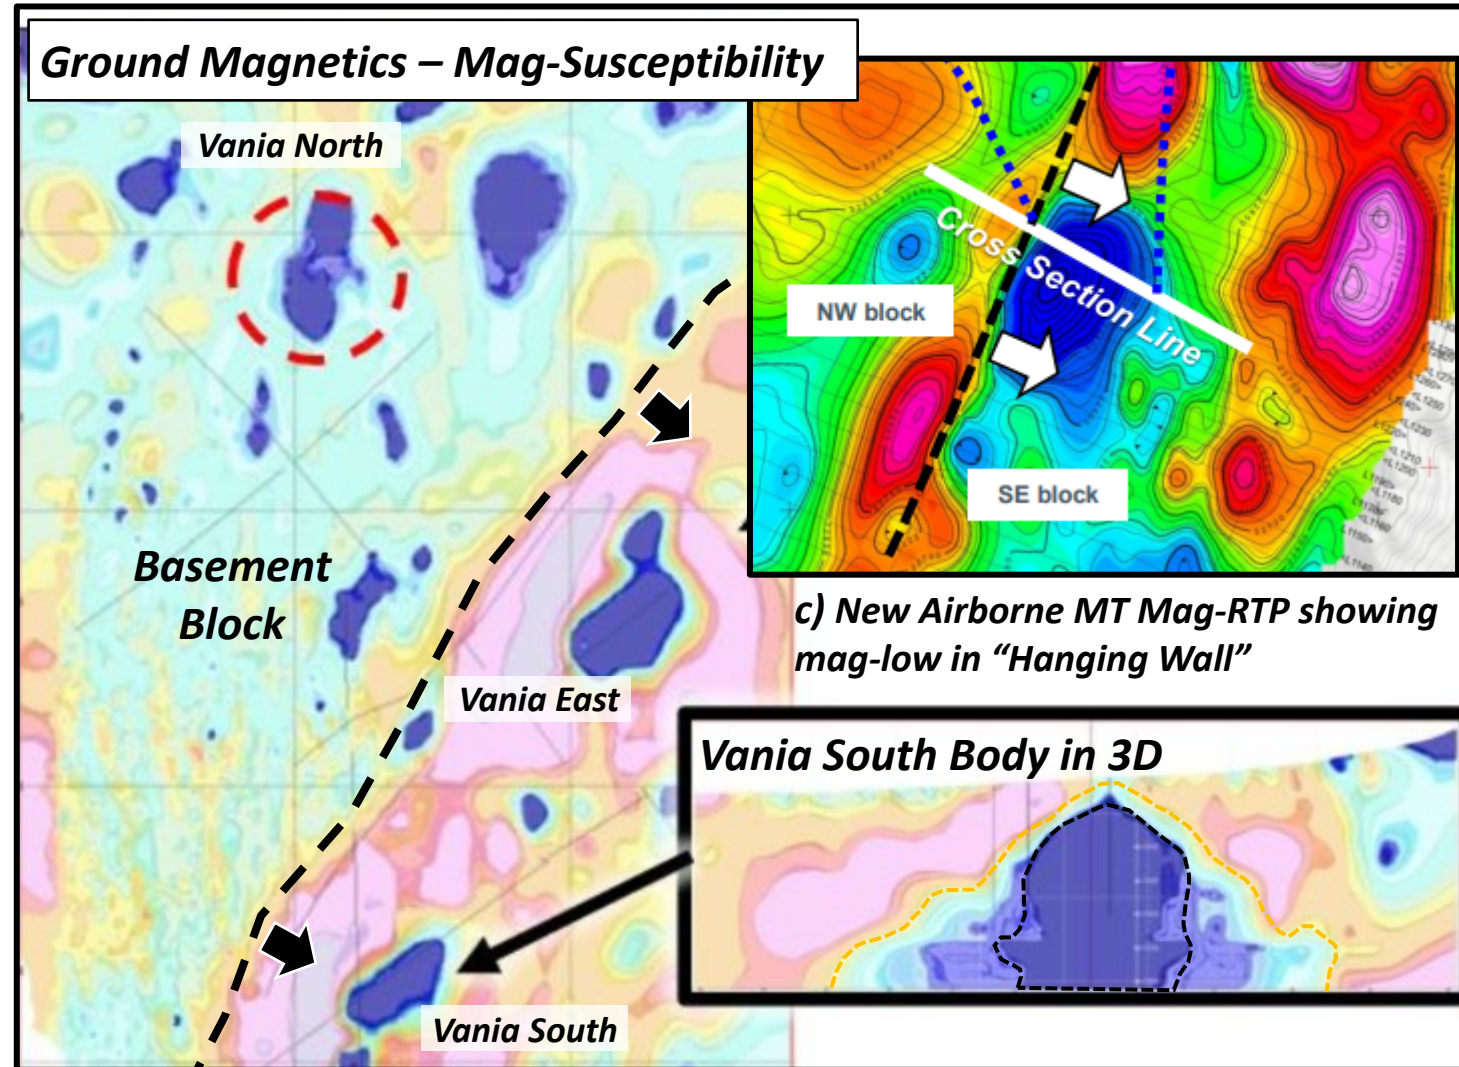 Ground Magnetics – Mag-Susceptibility
Vania North
Cross Section Line
NW block
SE block
Basement
Block
c) New Airborne MT Mag-RTP showing
mag-low in “Hanging Wall”
Vania East
Vania South Body in 3D
Vania South